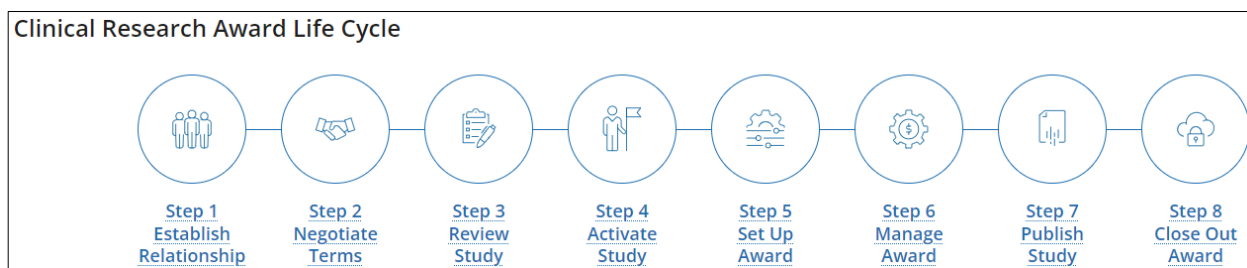 Clinical Research Award Life Cycle
$
Step 1
Establish
Relationship
Step 2
Negotiate
Terms
Step 3
Review
Study
Step 4
Activate
Study
Step 5
Set Up
Award
Step 6
Manage
Award
Step 7
Publish
Study
Step 8
Close Out
Award